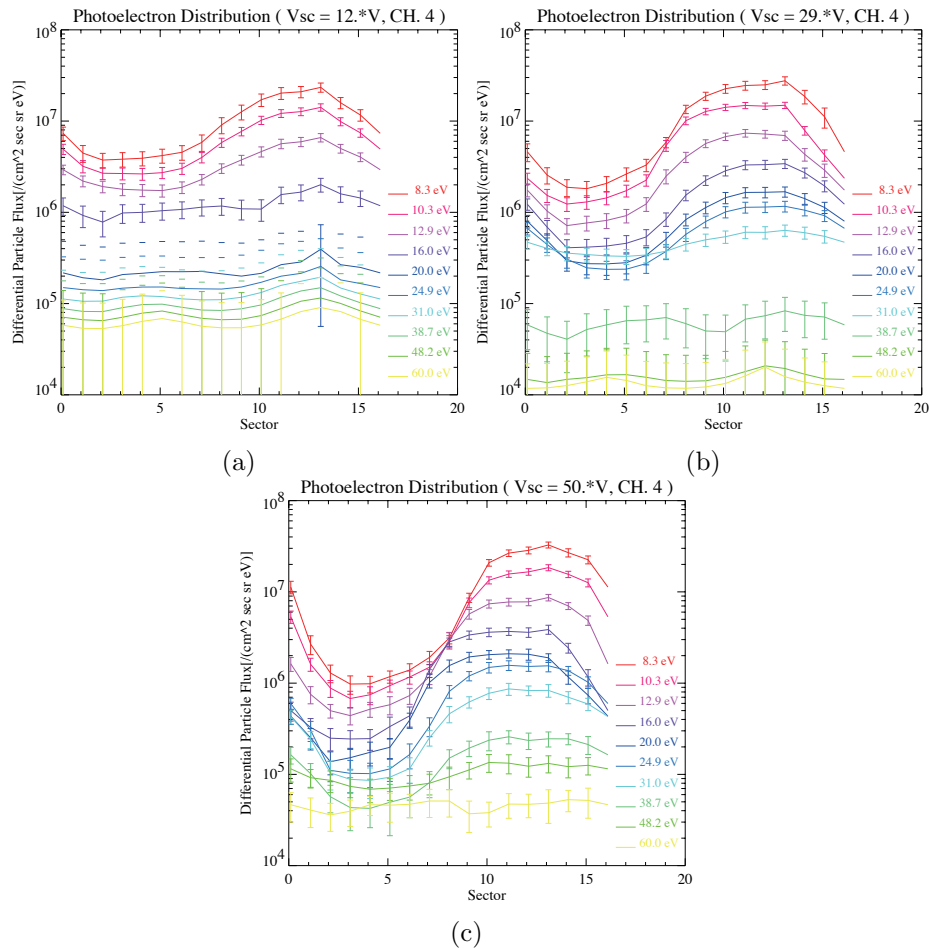 Photoelectron Distribution ( Vsc = 12.*V, CH. 4 )
Differential Particle Flux[/(cm^2 sec sr eV)]
10^8
10^7
10^6
10^5
10^4
8.3 eV
10.3 eV
12.9 eV
16.0 eV
20.0 eV
24.9 eV
31.0 eV
38.7 eV
48.2 eV
60.0 eV
0 5 10 15 20
Sector
(a)
Photoelectron Distribution ( Vsc = 29.*V, CH. 4 )
Differential Particle Flux[/(cm^2 sec sr eV)]
10^8
10^7
10^6
10^5
10^4
8.3 eV
10.3 eV
12.9 eV
16.0 eV
20.0 eV
24.9 eV
31.0 eV
38.7 eV
48.2 eV
60.0 eV
0 5 10 15 20
Sector
(b)
Photoelectron Distribution ( Vsc = 50.*V, CH. 4 )
Differential Particle Flux[/(cm^2 sec sr eV)]
10^8
10^7
10^6
10^5
10^4
8.3 eV
10.3 eV
12.9 eV
16.0 eV
20.0 eV
24.9 eV
31.0 eV
38.7 eV
48.2 eV
60.0 eV
0 5 10 15 20
Sector
(c)